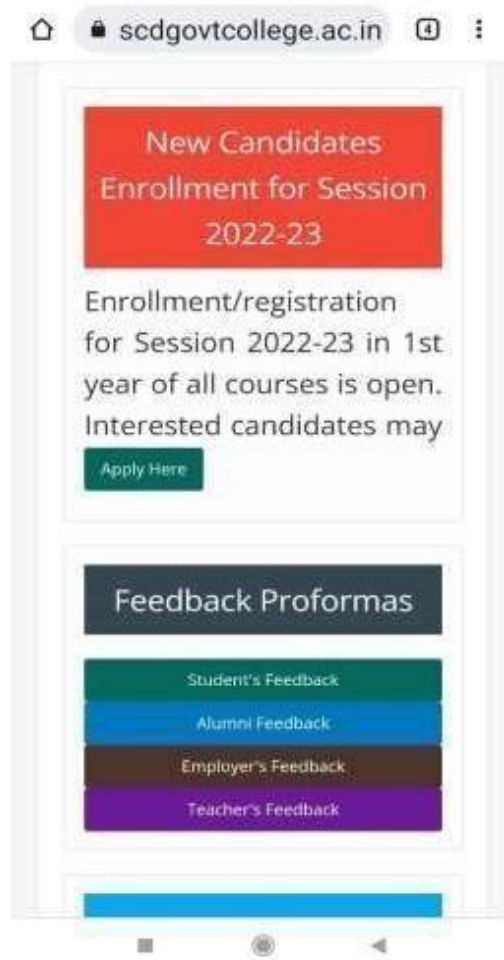 scdgovtcollege.ac.in 4
New Candidates
Enrollment for Session
2022-23
Enrollment/registration
for Session 2022-23 in 1st
year of all courses is open.
Interested candidates may
Apply Here
Feedback Proformas
Student's Feedback
Alumni Feedback
Employer's Feedback
Teacher's Feedback